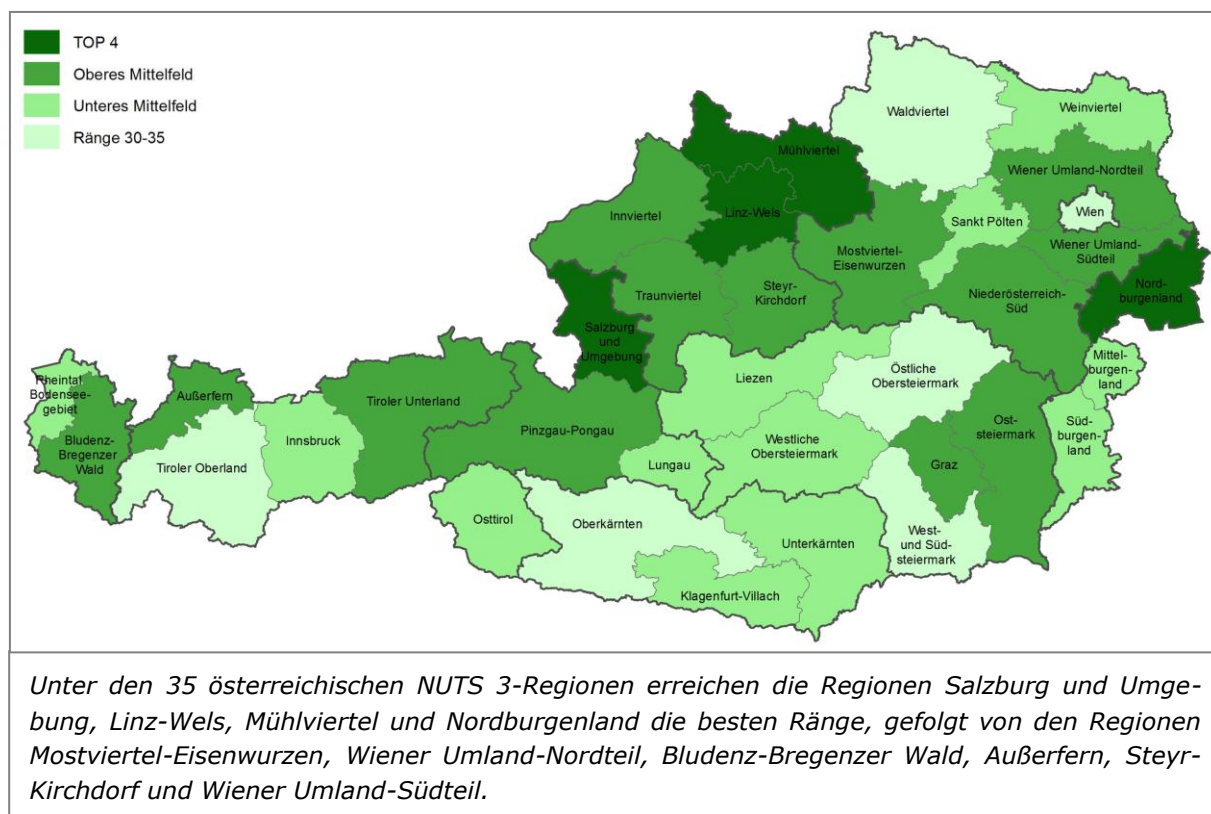 TOP 4
Oberes Mittelfeld
Unteres Mittelfeld
Ränge 30-35
Waldviertel
Weinviertel
Mühlviertel
Wiener Umland-Nordteil
Innviertel
Linz-Wels
Sankt Pölten
Wien
Mostviertel-
Eisenwurzen
Wiener Umland-
Südteil
Traunviertel
Steyr-
Kirchdorf
Niederösterreich-
Süd
Nord-
burgenland
Salzburg
und
Umgebung
Rheintal
Bodensee-
gebiet
Außerfern
Tiroler Unterland
Liezen
Östliche
Obersteiermark
Mittel-
burgen-
land
Bludenz-
Bregenzer
Wald
Tiroler Oberland
Innsbruck
Pinzgau-Pongau
Lungau
Westliche
Obersteiermark
Graz
Ost-
steiermark
Süd-
burgen-
land
Osttirol
Oberkärnten
Unterkärnten
West-
und Süd-
steiermark
Klagenfurt-Villach
Unter den 35 österreichischen NUTS 3-Regionen erreichen die Regionen Salzburg und Umge-
bung, Linz-Wels, Mühlviertel und Nordburgenland die besten Ränge, gefolgt von den Regionen
Mostviertel-Eisenwurzen, Wiener Umland-Nordteil, Bludenz-Bregenzer Wald, Außerfern, Steyr-
Kirchdorf und Wiener Umland-Südteil.